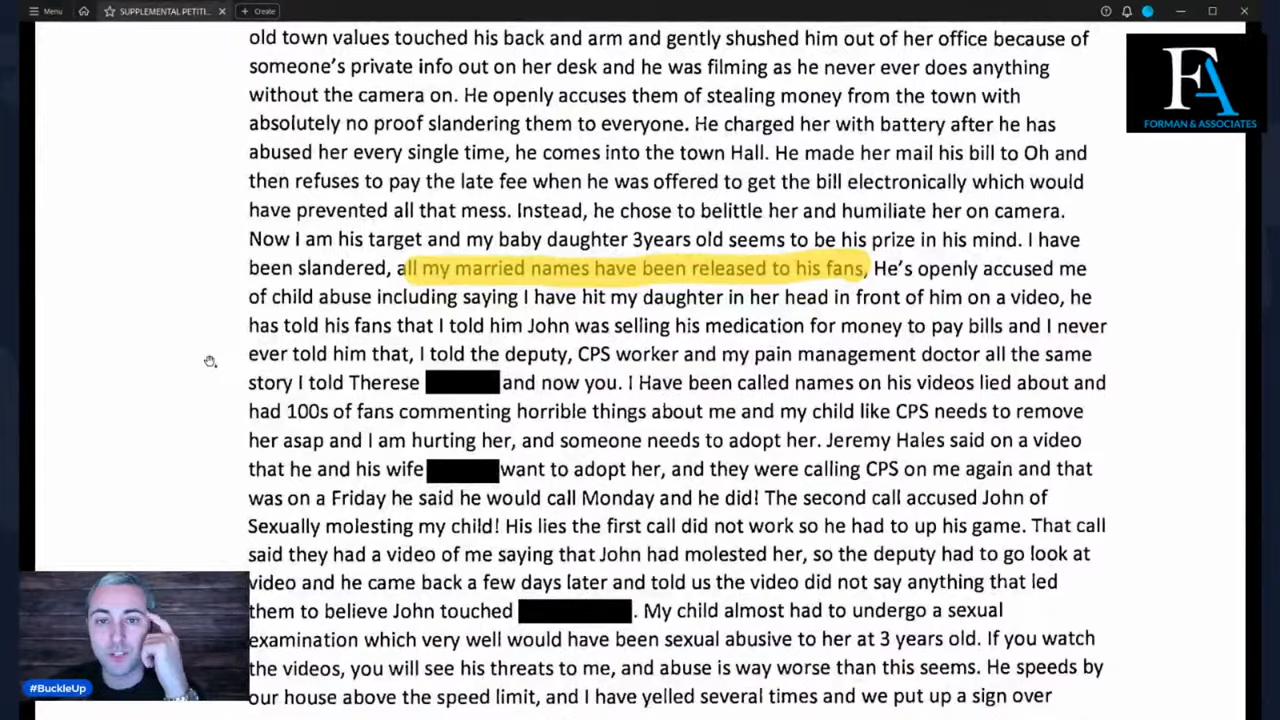 Menu
SUPPLEMENTAL PETITI...
Create
old town values touched his back and arm and gently shushed him out of her office because of
someone's private info out on her desk and he was filming as he never ever does anything
without the camera on. He openly accuses them of stealing money from the town with
absolutely no proof slandering them to everyone. He charged her with battery after he has
abused her every single time, he comes into the town Hall. He made her mail his bill to Oh and
then refuses to pay the late fee when he was offered to get the bill electronically which would
have prevented all that mess. Instead, he chose to belittle her and humiliate her on camera.
Now I am his target and my baby daughter 3years old seems to be his prize in his mind. I have
been slandered, all my married names have been released to his fans, He's openly accused me
of child abuse including saying I have hit my daughter in her head in front of him on a video, he
has told his fans that I told him John was selling his medication for money to pay bills and I never
ever told him that, I told the deputy, CPS worker and my pain management doctor all the same
story I told Therese and now you. I Have been called names on his videos lied about and
had 100s of fans commenting horrible things about me and my child like CPS needs to remove
her asap and I am hurting her, and someone needs to adopt her. Jeremy Hales said on a video
that he and his wife want to adopt her, and they were calling CPS on me again and that
was on a Friday he said he would call Monday and he did! The second call accused John of
Sexually molesting my child! His lies the first call did not work so he had to up his game. That call
said they had a video of me saying that John had molested her, so the deputy had to go look at
video and he came back a few days later and told us the video did not say anything that led
them to believe John touched . My child almost had to undergo a sexual
examination which very well would have been sexual abusive to her at 3 years old. If you watch
the videos, you will see his threats to me, and abuse is way worse than this seems. He speeds by
our house above the speed limit, and I have yelled several times and we put up a sign over
FA
FORMAN & ASSOCIATES
#BuckleUp